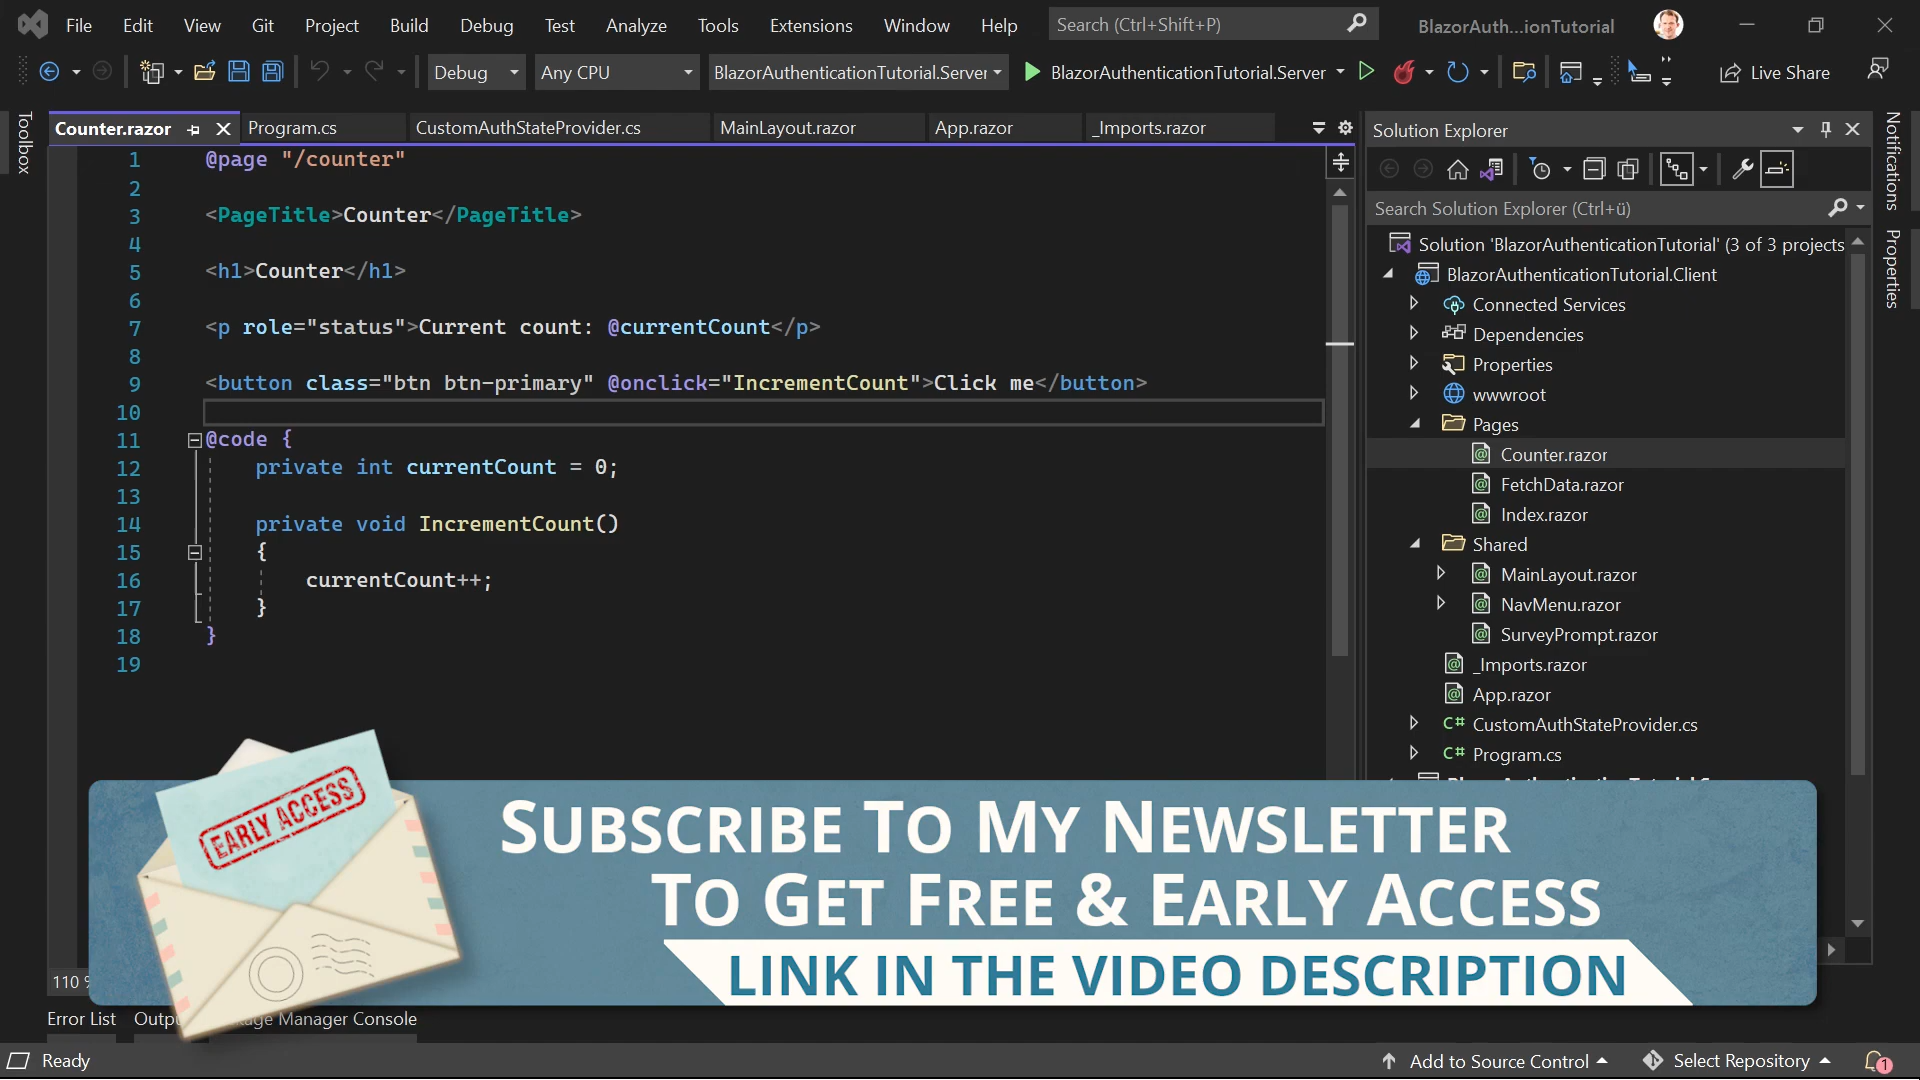 File Edit View Git Project Build Debug Test Analyze Tools Extensions Window Help Search (Ctrl+Shift+P) BlazorAuth...ionTutorial
Debug Any CPU BlazorAuthenticationTutorial.Server BlazorAuthenticationTutorial.Server Live Share
Toolbox
Counter.razor Program.cs CustomAuthStateProvider.cs MainLayout.razor App.razor _Imports.razor
1 @page "/counter"
2
3 <PageTitle>Counter</PageTitle>
4
5 <h1>Counter</h1>
6
7 <p role="status">Current count: @currentCount</p>
8
9 <button class="btn btn-primary" @onclick="IncrementCount">Click me</button>
10
11 @code {
12 private int currentCount = 0;
13
14 private void IncrementCount()
15 {
16 currentCount++;
17 }
18 }
19
Solution Explorer
Search Solution Explorer (Ctrl+ü)
Solution 'BlazorAuthenticationTutorial' (3 of 3 projects
BlazorAuthenticationTutorial.Client
Connected Services
Dependencies
Properties
wwwroot
Pages
Counter.razor
FetchData.razor
Index.razor
Shared
MainLayout.razor
NavMenu.razor
SurveyPrompt.razor
_Imports.razor
App.razor
C# CustomAuthStateProvider.cs
C# Program.cs
Notifications
Properties
EARLY ACCESS
SUBSCRIBE TO MY NEWSLETTER
TO GET FREE & EARLY ACCESS
LINK IN THE VIDEO DESCRIPTION
110 %
Error List Manager Console
Ready Add to Source Control Select Repository 1